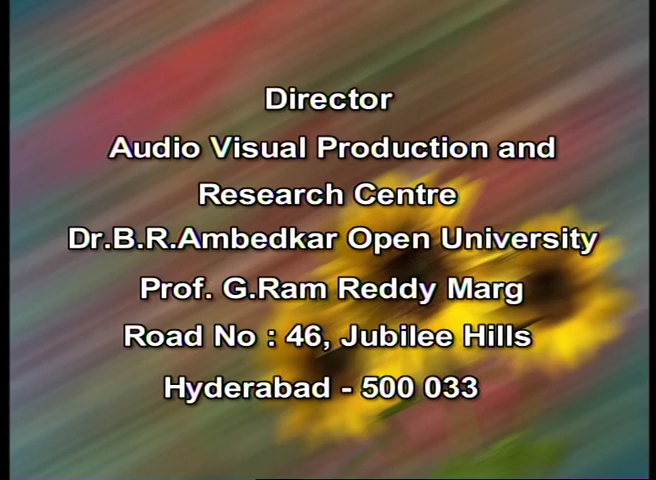 Director
Audio Visual Production and
Research Centre
Dr.B.R.Ambedkar Open University
Prof. G.Ram Reddy Marg
Road No : 46, Jubilee Hills
Hyderabad - 500 033